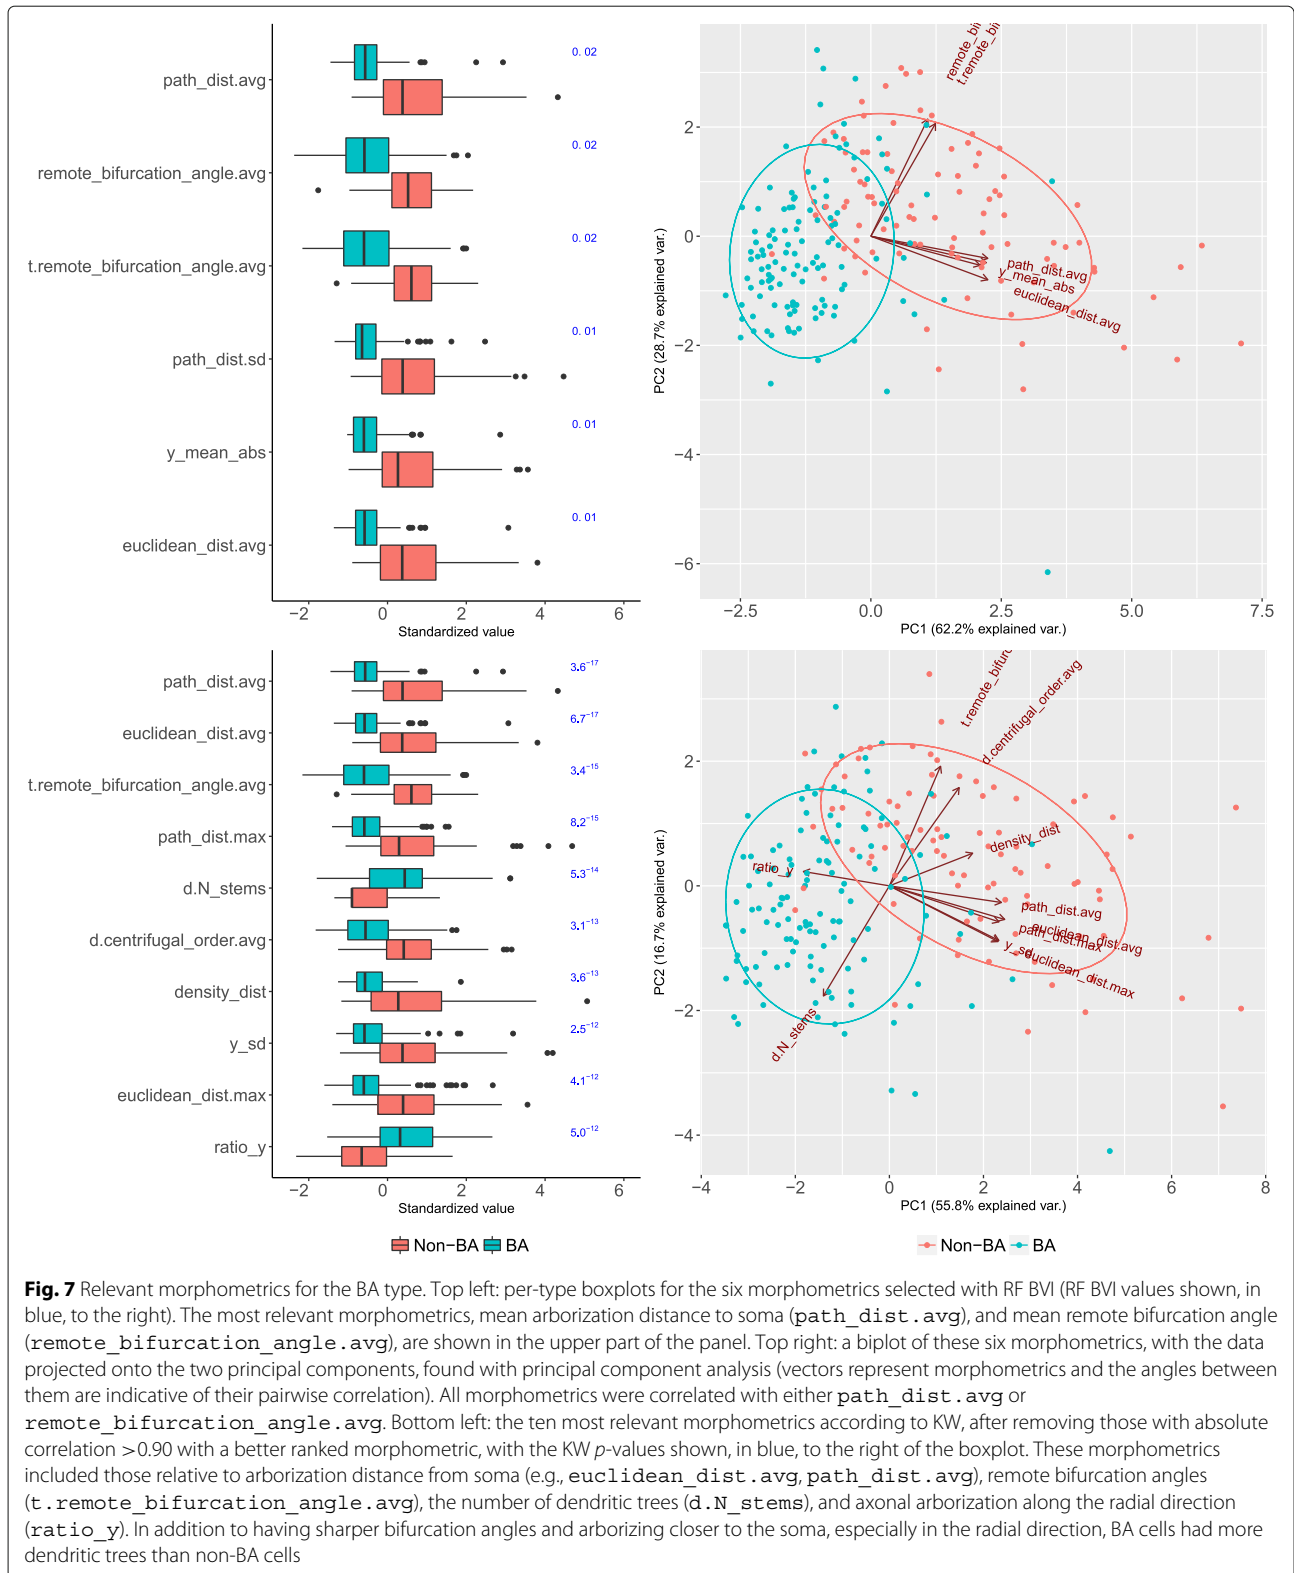 path_dist.avg
0. 02
remote_bifurcation_angle.avg
0. 02
t.remote_bifurcation_angle.avg
0. 02
path_dist.sd
0. 01
y_mean_abs
0. 01
euclidean_dist.avg
0. 01
−2 0 2 4 6
Standardized value
remote_bi
t.remote_bi
path_dist.avg
y_mean_abs
euclidean_dist.avg
2
0
−2
−4
−6
PC2 (28.7% explained var.)
−2.5 0.0 2.5 5.0 7.5
PC1 (62.2% explained var.)
path_dist.avg
3.6⁻¹⁷
euclidean_dist.avg
6.7⁻¹⁷
t.remote_bifurcation_angle.avg
3.4⁻¹⁵
path_dist.max
8.2⁻¹⁵
d.N_stems
5.3⁻¹⁴
d.centrifugal_order.avg
3.1⁻¹³
density_dist
3.6⁻¹³
y_sd
2.5⁻¹²
euclidean_dist.max
4.1⁻¹²
ratio_y
5.0⁻¹²
−2 0 2 4 6
Standardized value
Non−BA BA
t.remote_bifurc
d.centrifugal_order.avg
density_dist
ratio_y
path_dist.avg
euclidean_dist.avg
path_dist.max
y_sd
euclidean_dist.max
d.N_stems
2
0
−2
−4
PC2 (16.7% explained var.)
−4 −2 0 2 4 6 8
PC1 (55.8% explained var.)
Non−BA BA
Fig. 7 Relevant morphometrics for the BA type. Top left: per-type boxplots for the six morphometrics selected with RF BVI (RF BVI values shown, in
blue, to the right). The most relevant morphometrics, mean arborization distance to soma (path_dist.avg), and mean remote bifurcation angle
(remote_bifurcation_angle.avg), are shown in the upper part of the panel. Top right: a biplot of these six morphometrics, with the data
projected onto the two principal components, found with principal component analysis (vectors represent morphometrics and the angles between
them are indicative of their pairwise correlation). All morphometrics were correlated with either path_dist.avg or
remote_bifurcation_angle.avg. Bottom left: the ten most relevant morphometrics according to KW, after removing those with absolute
correlation >0.90 with a better ranked morphometric, with the KW p-values shown, in blue, to the right of the boxplot. These morphometrics
included those relative to arborization distance from soma (e.g., euclidean_dist.avg, path_dist.avg), remote bifurcation angles
(t.remote_bifurcation_angle.avg), the number of dendritic trees (d.N_stems), and axonal arborization along the radial direction
(ratio_y). In addition to having sharper bifurcation angles and arborizing closer to the soma, especially in the radial direction, BA cells had more
dendritic trees than non-BA cells